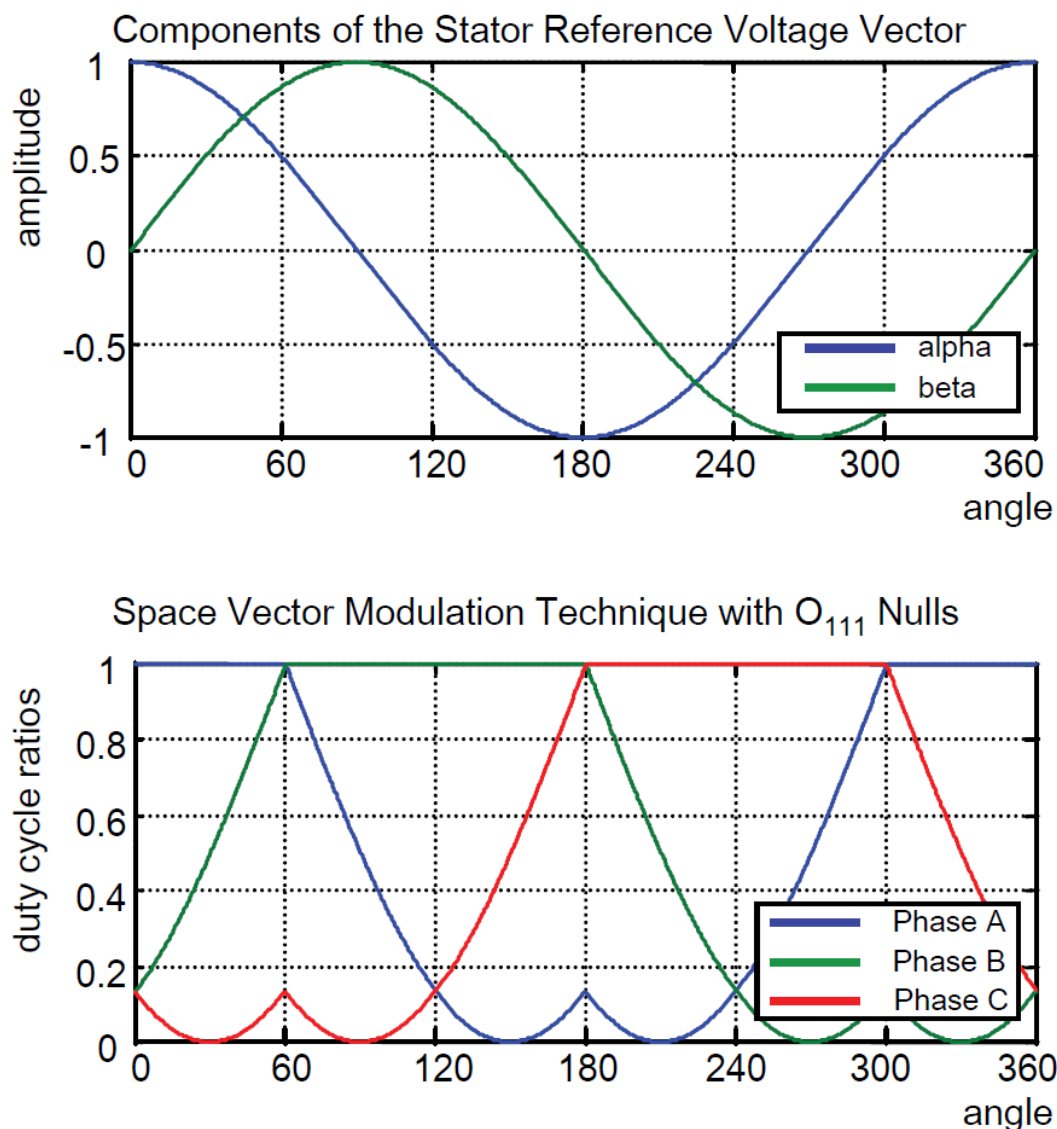 Components of the Stator Reference Voltage Vector
amplitude
1
0.5
0
-0.5
-1
alpha
beta
0 60 120 180 240 300 360
angle
Space Vector Modulation Technique with O₁₁₁ Nulls
duty cycle ratios
1
0.8
0.6
0.4
0.2
0
Phase A
Phase B
Phase C
0 60 120 180 240 300 360
angle